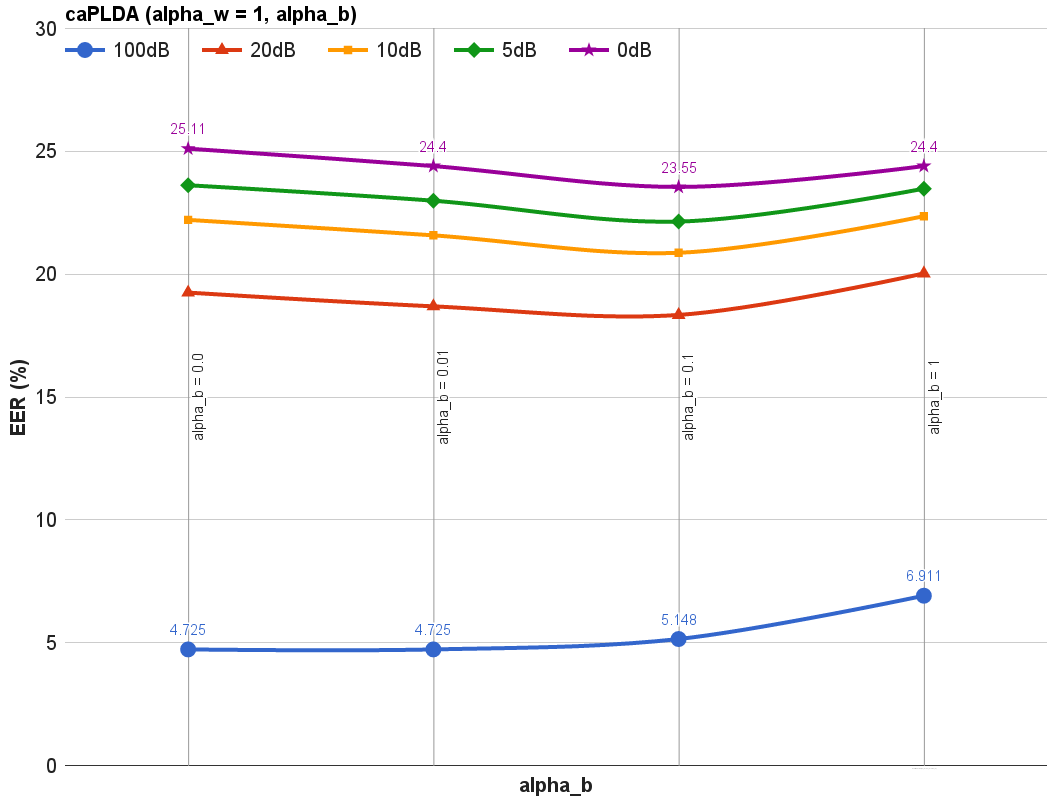 caPLDA (alpha_w = 1, alpha_b)
30
100dB 20dB 10dB 5dB 0dB
25.11
24.4
23.55
24.4
25
20
alpha_b = 0.0
alpha_b = 0.01
alpha_b = 0.1
alpha_b = 1
EER (%)
15
10
4.725
4.725
5.148
6.911
5
0
alpha_b